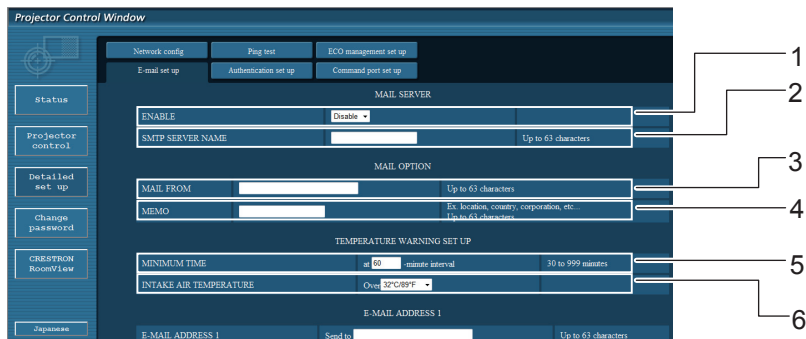 Projector Control Window
Network config Ping test ECO management set up
E-mail set up Authentication set up Command port set up
Status
Projector control
Detailed set up
Change password
CRESTRON RoomView
Japanese
MAIL SERVER
ENABLE Disable 1
SMTP SERVER NAME Up to 63 characters 2
MAIL OPTION
MAIL FROM Up to 63 characters 3
MEMO Ex. location, country, corporation, etc... Up to 63 characters 4
TEMPERATURE WARNING SET UP
MINIMUM TIME at 60 -minute interval 30 to 999 minutes 5
INTAKE AIR TEMPERATURE Over 32°C/89°F 6
E-MAIL ADDRESS 1
E-MAIL ADDRESS 1 Send to Up to 63 characters